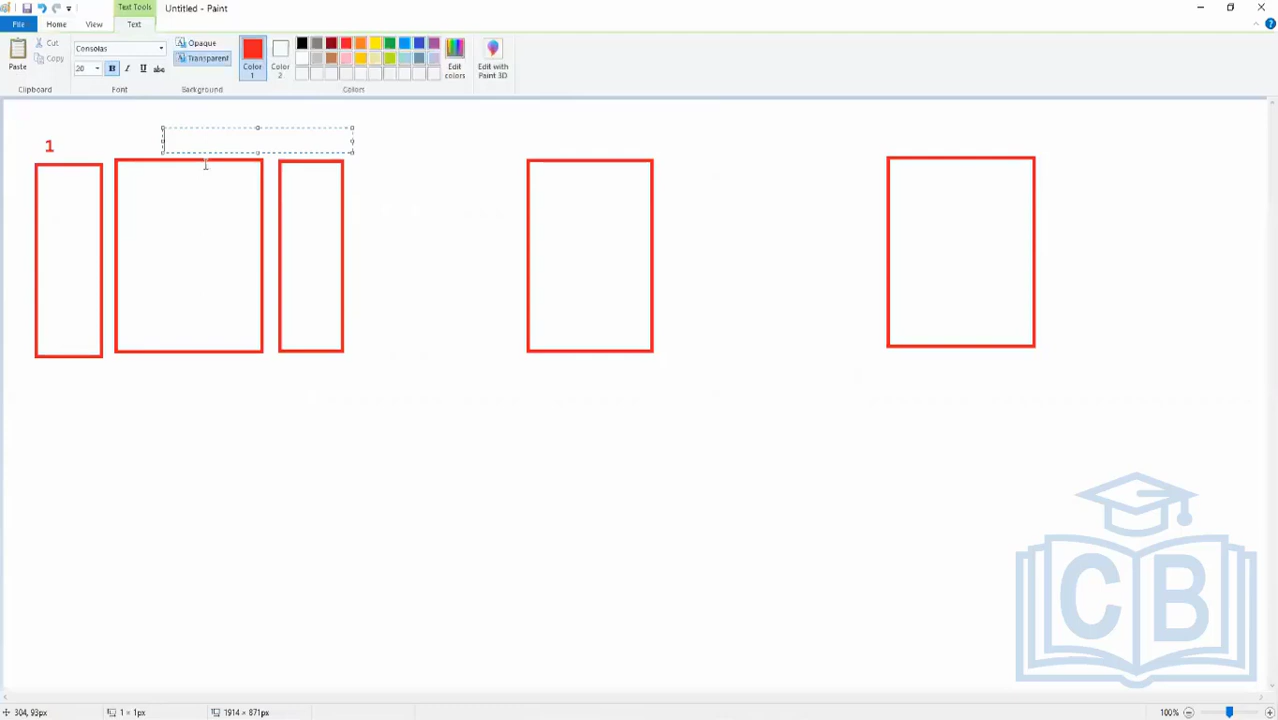 Text Tools
Untitled - Paint
File
Home
View
Text
Paste
Cut
Copy
Clipboard
Consolas
20
B
I
U
abc
Font
Opaque
Transparent
Background
Color 1
Color 2
Edit colors
Edit with Paint 3D
Colors
1
CB
304, 93px
1 × 1px
1914 × 871px
100%